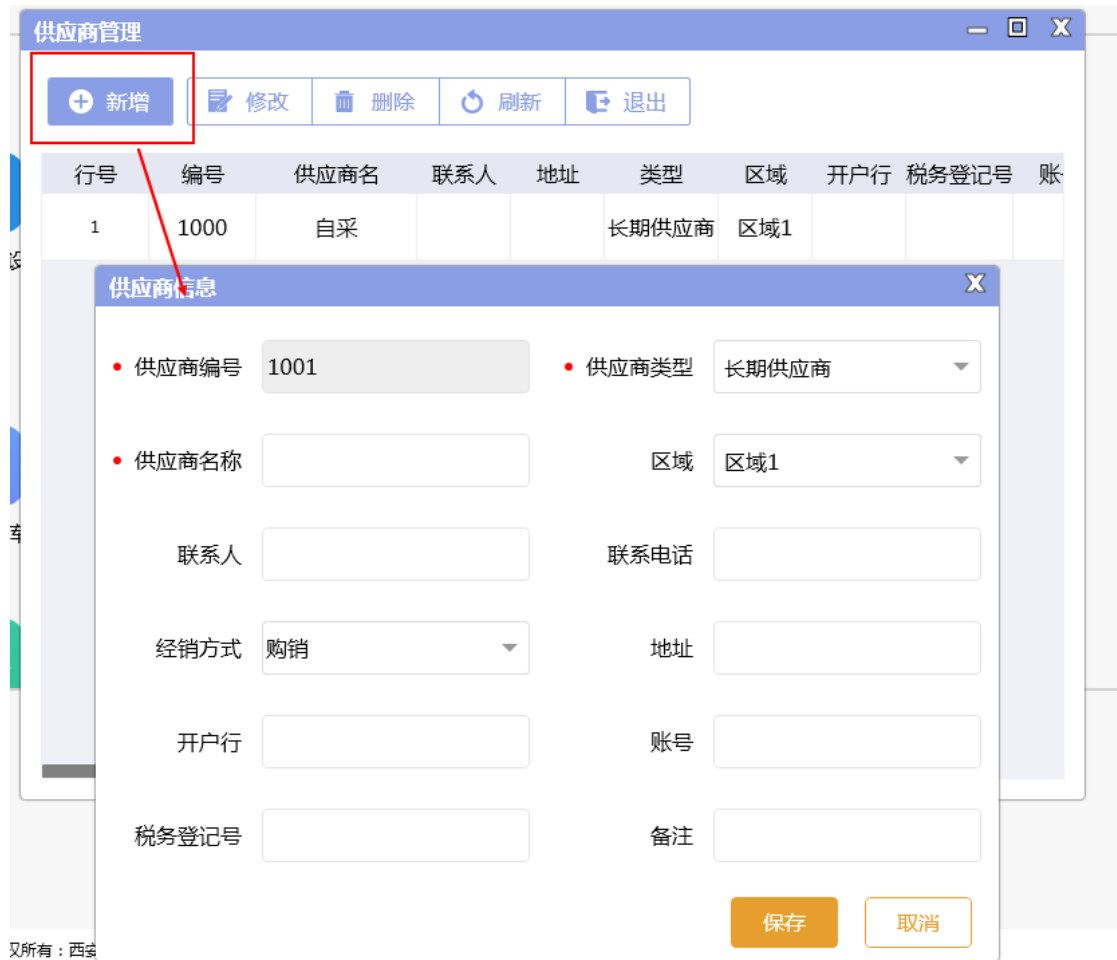 供应商管理
新增 修改 删除 刷新 退出
行号 编号 供应商名 联系人 地址 类型 区域 开户行 税务登记号 账
1 1000 自采 长期供应商 区域1
供应商信息
供应商编号 1001 供应商类型 长期供应商
供应商名称 区域 区域1
联系人 联系电话
经销方式 购销 地址
开户行 账号
税务登记号 备注
保存 取消
所有：西安